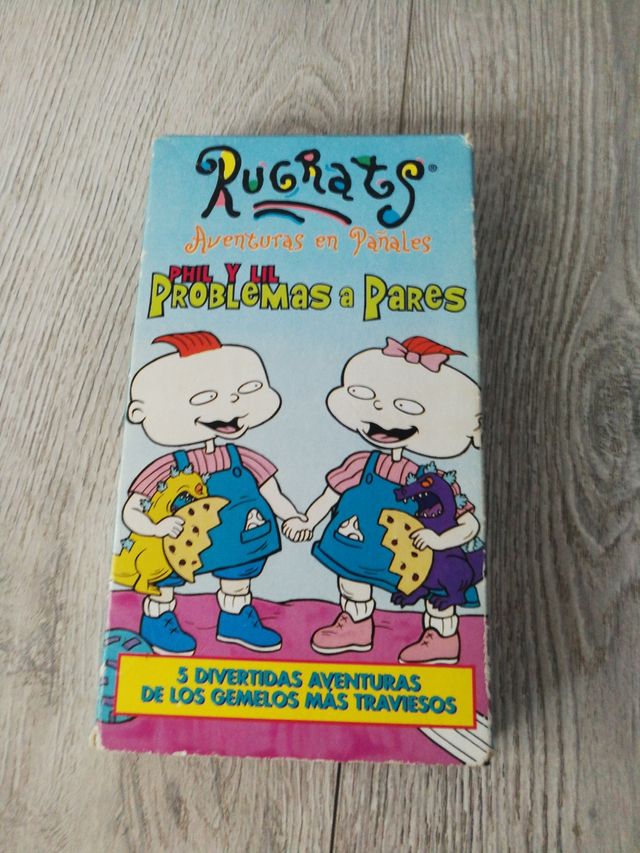 RUGRats®
Aventuras en Pañales
PHIL Y LIL
PROBLEMAS a PARES
5 DIVERTIDAS AVENTURAS
DE LOS GEMELOS MÁS TRAVIESOS